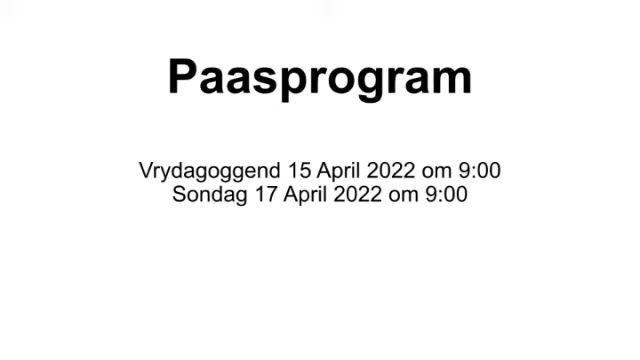 Paasprogram
Vrydagoggend 15 April 2022 om 9:00
Sondag 17 April 2022 om 9:00